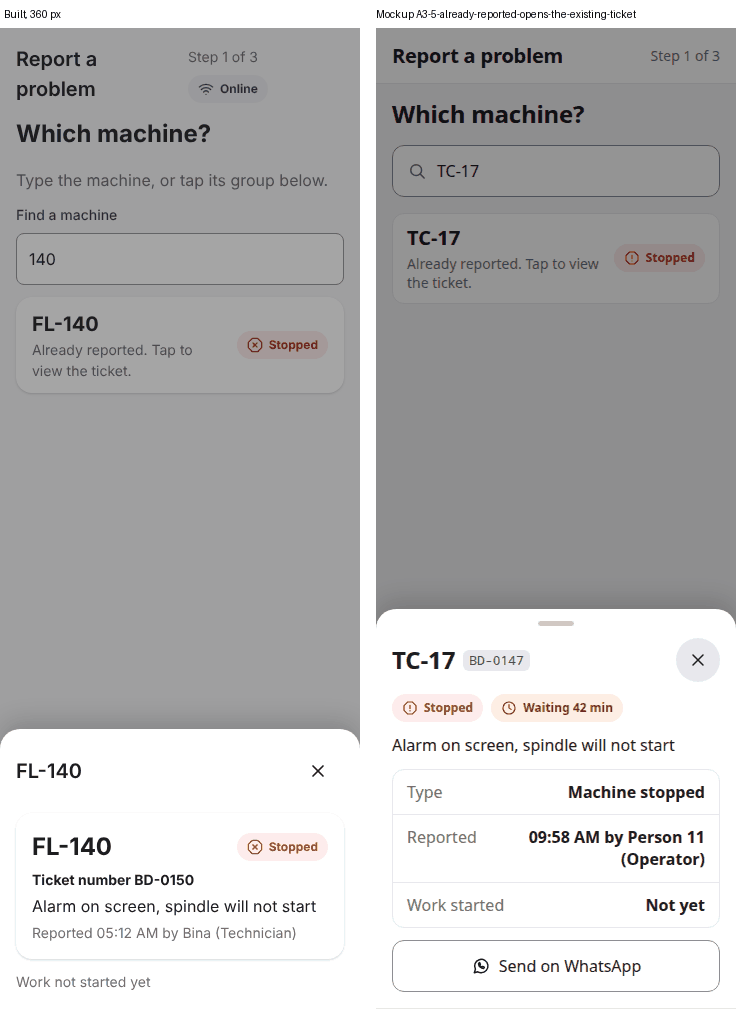 Built, 360 px
Report a
problem
Step 1 of 3
Online
Which machine?
Type the machine, or tap its group below.
Find a machine
140
FL-140
Already reported. Tap to
view the ticket.
Stopped
FL-140
FL-140
Stopped
Ticket number BD-0150
Alarm on screen, spindle will not start
Reported 05:12 AM by Bina (Technician)
Work not started yet
Mockup A3-5-already-reported-opens-the-existing-ticket
Report a problem
Step 1 of 3
Which machine?
TC-17
TC-17
Already reported. Tap to view
the ticket.
Stopped
TC-17 BD-0147
Stopped
Waiting 42 min
Alarm on screen, spindle will not start
Type
Machine stopped
Reported
09:58 AM by Person 11
(Operator)
Work started
Not yet
Send on WhatsApp